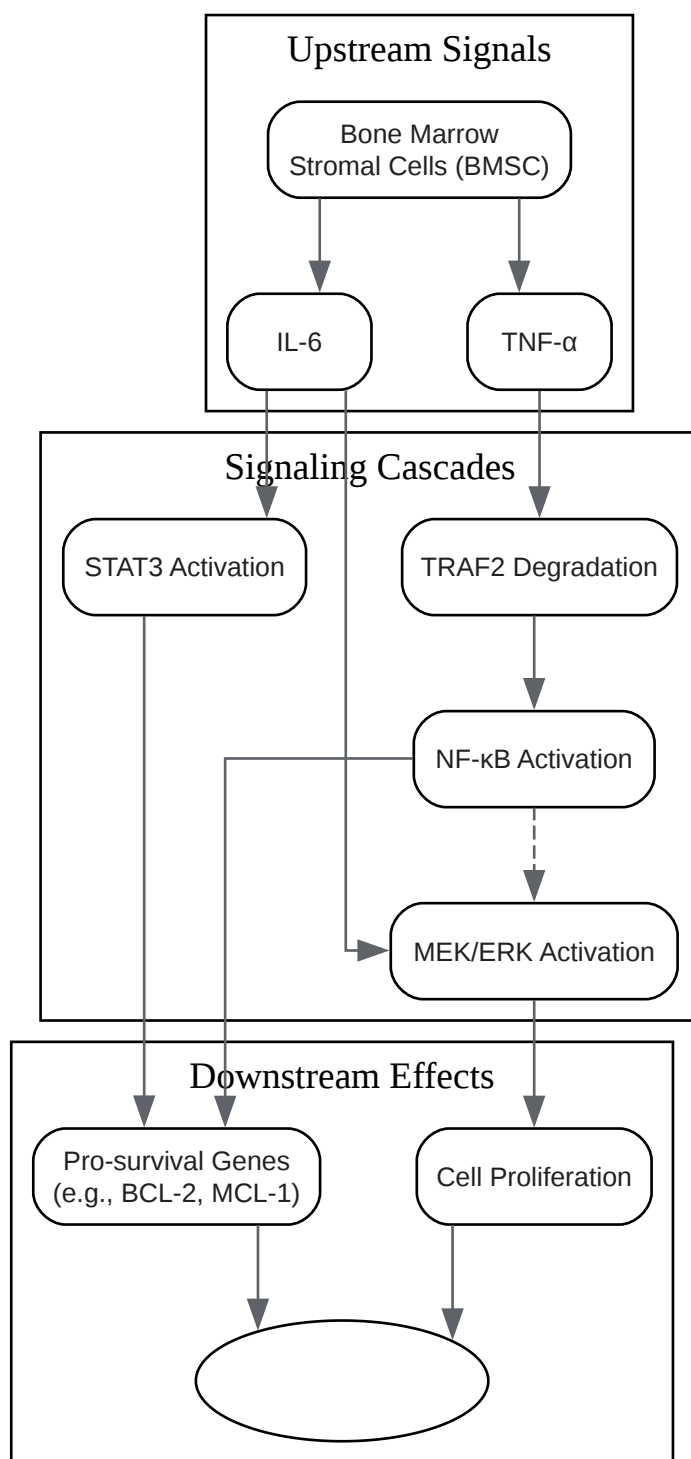 Upstream Signals
Bone Marrow
Stromal Cells (BMSC)
IL-6
TNF-α
Signaling Cascades
STAT3 Activation
TRAF2 Degradation
NF-κB Activation
MEK/ERK Activation
Downstream Effects
Pro-survival Genes
(e.g., BCL-2, MCL-1)
Cell Proliferation